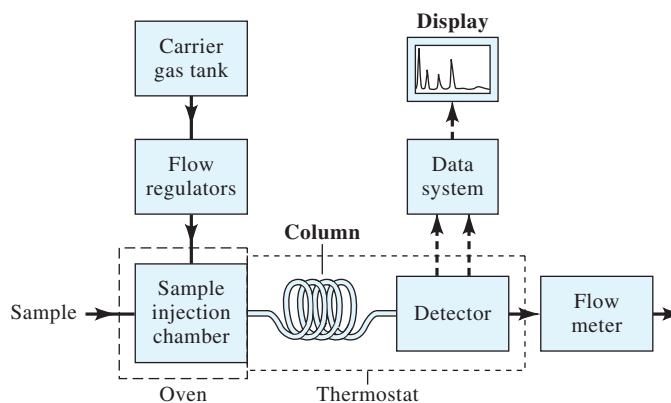 Carrier
gas tank
Display
Flow
regulators
Data
system
Column
Sample
Sample
injection
chamber
Detector
Flow
meter
Oven
Thermostat